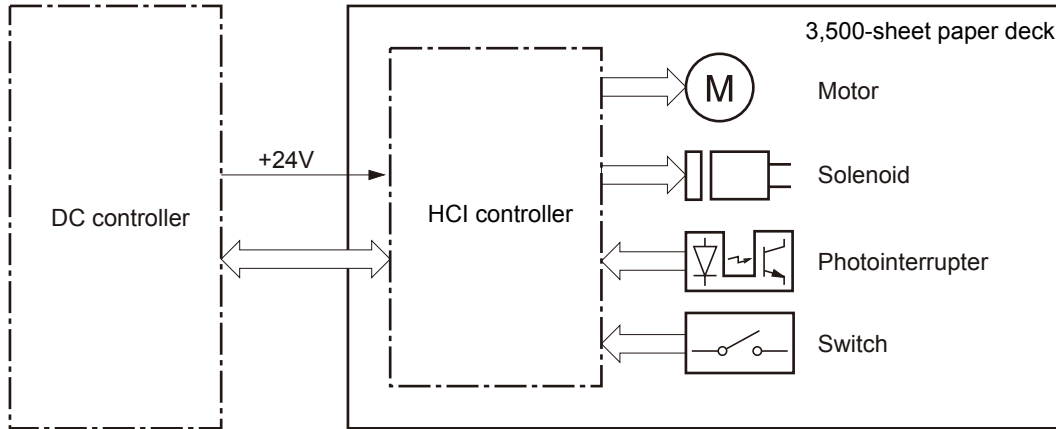 3,500-sheet paper deck
M
Motor
+24V
Solenoid
DC controller
HCI controller
Photointerrupter
Switch